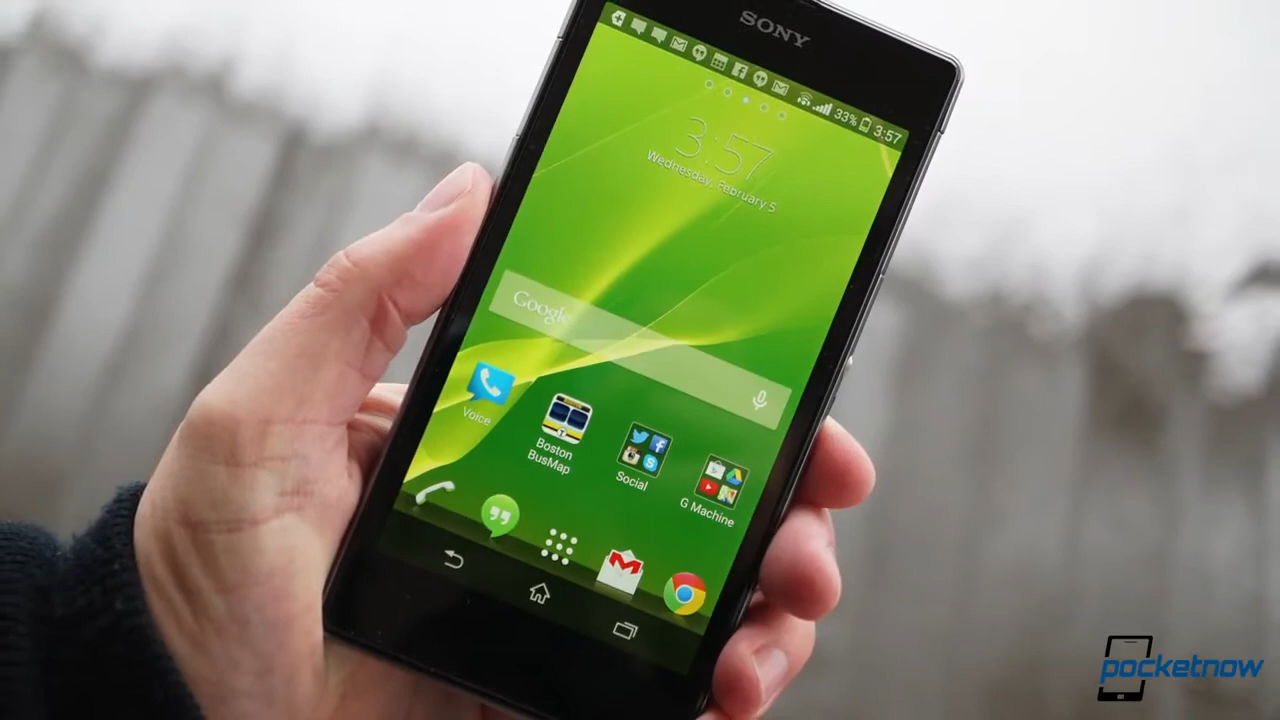 SONY
33% 3:57
3:57
Wednesday, February 5
Google
Voice
Boston
BusMap
Social
G Machine
pocketnow